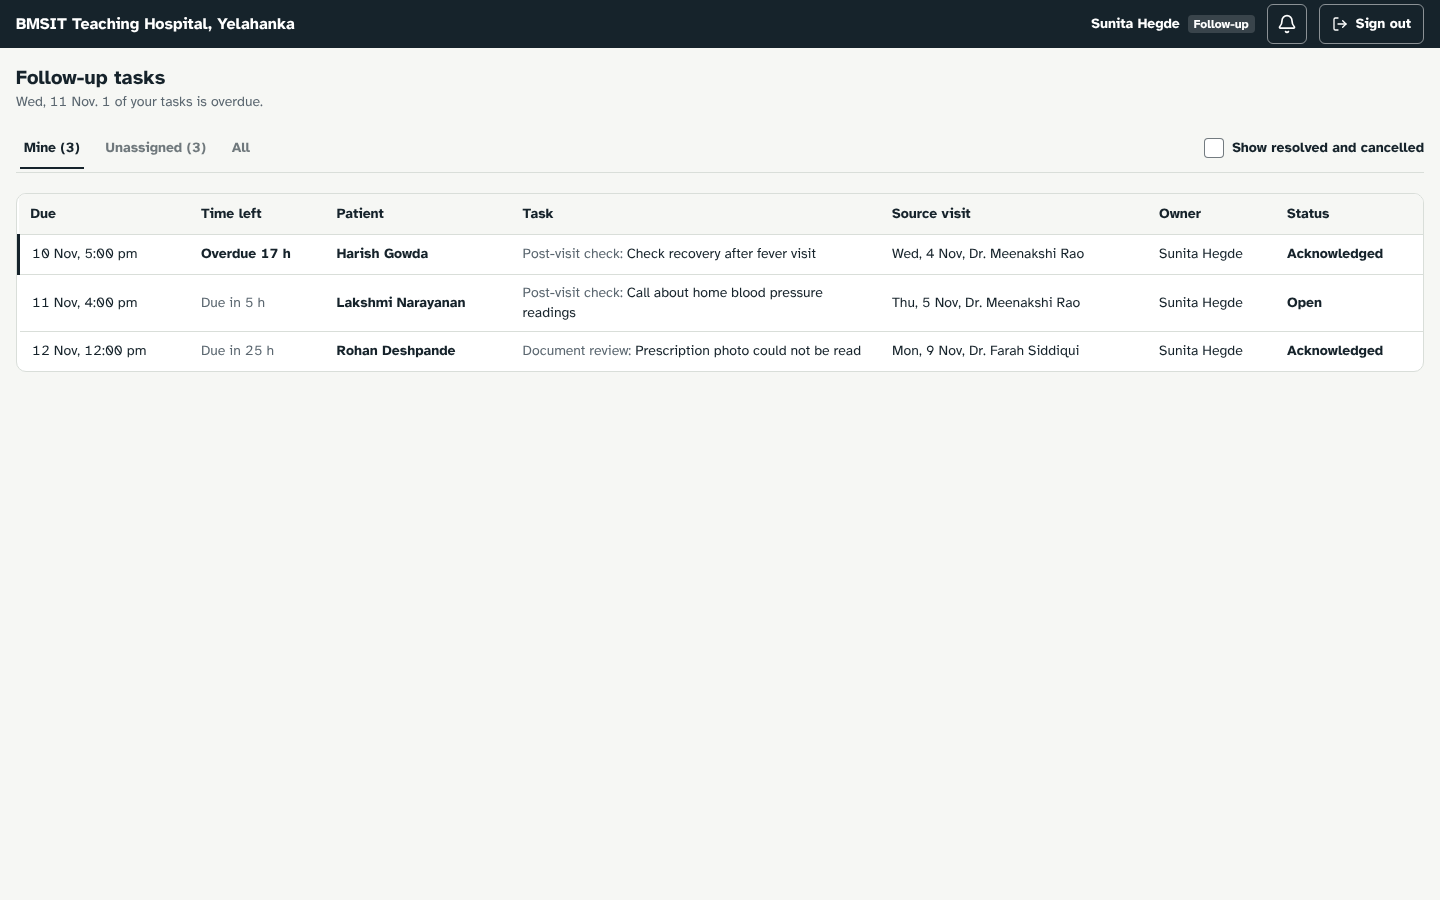 BMSIT Teaching Hospital, Yelahanka
Sunita Hegde Follow-up Sign out
Follow-up tasks
Wed, 11 Nov. 1 of your tasks is overdue.
Mine (3) Unassigned (3) All Show resolved and cancelled
Due Time left Patient Task Source visit Owner Status
10 Nov, 5:00 pm Overdue 17 h Harish Gowda Post-visit check: Check recovery after fever visit Wed, 4 Nov, Dr. Meenakshi Rao Sunita Hegde Acknowledged
11 Nov, 4:00 pm Due in 5 h Lakshmi Narayanan Post-visit check: Call about home blood pressure readings Thu, 5 Nov, Dr. Meenakshi Rao Sunita Hegde Open
12 Nov, 12:00 pm Due in 25 h Rohan Deshpande Document review: Prescription photo could not be read Mon, 9 Nov, Dr. Farah Siddiqui Sunita Hegde Acknowledged